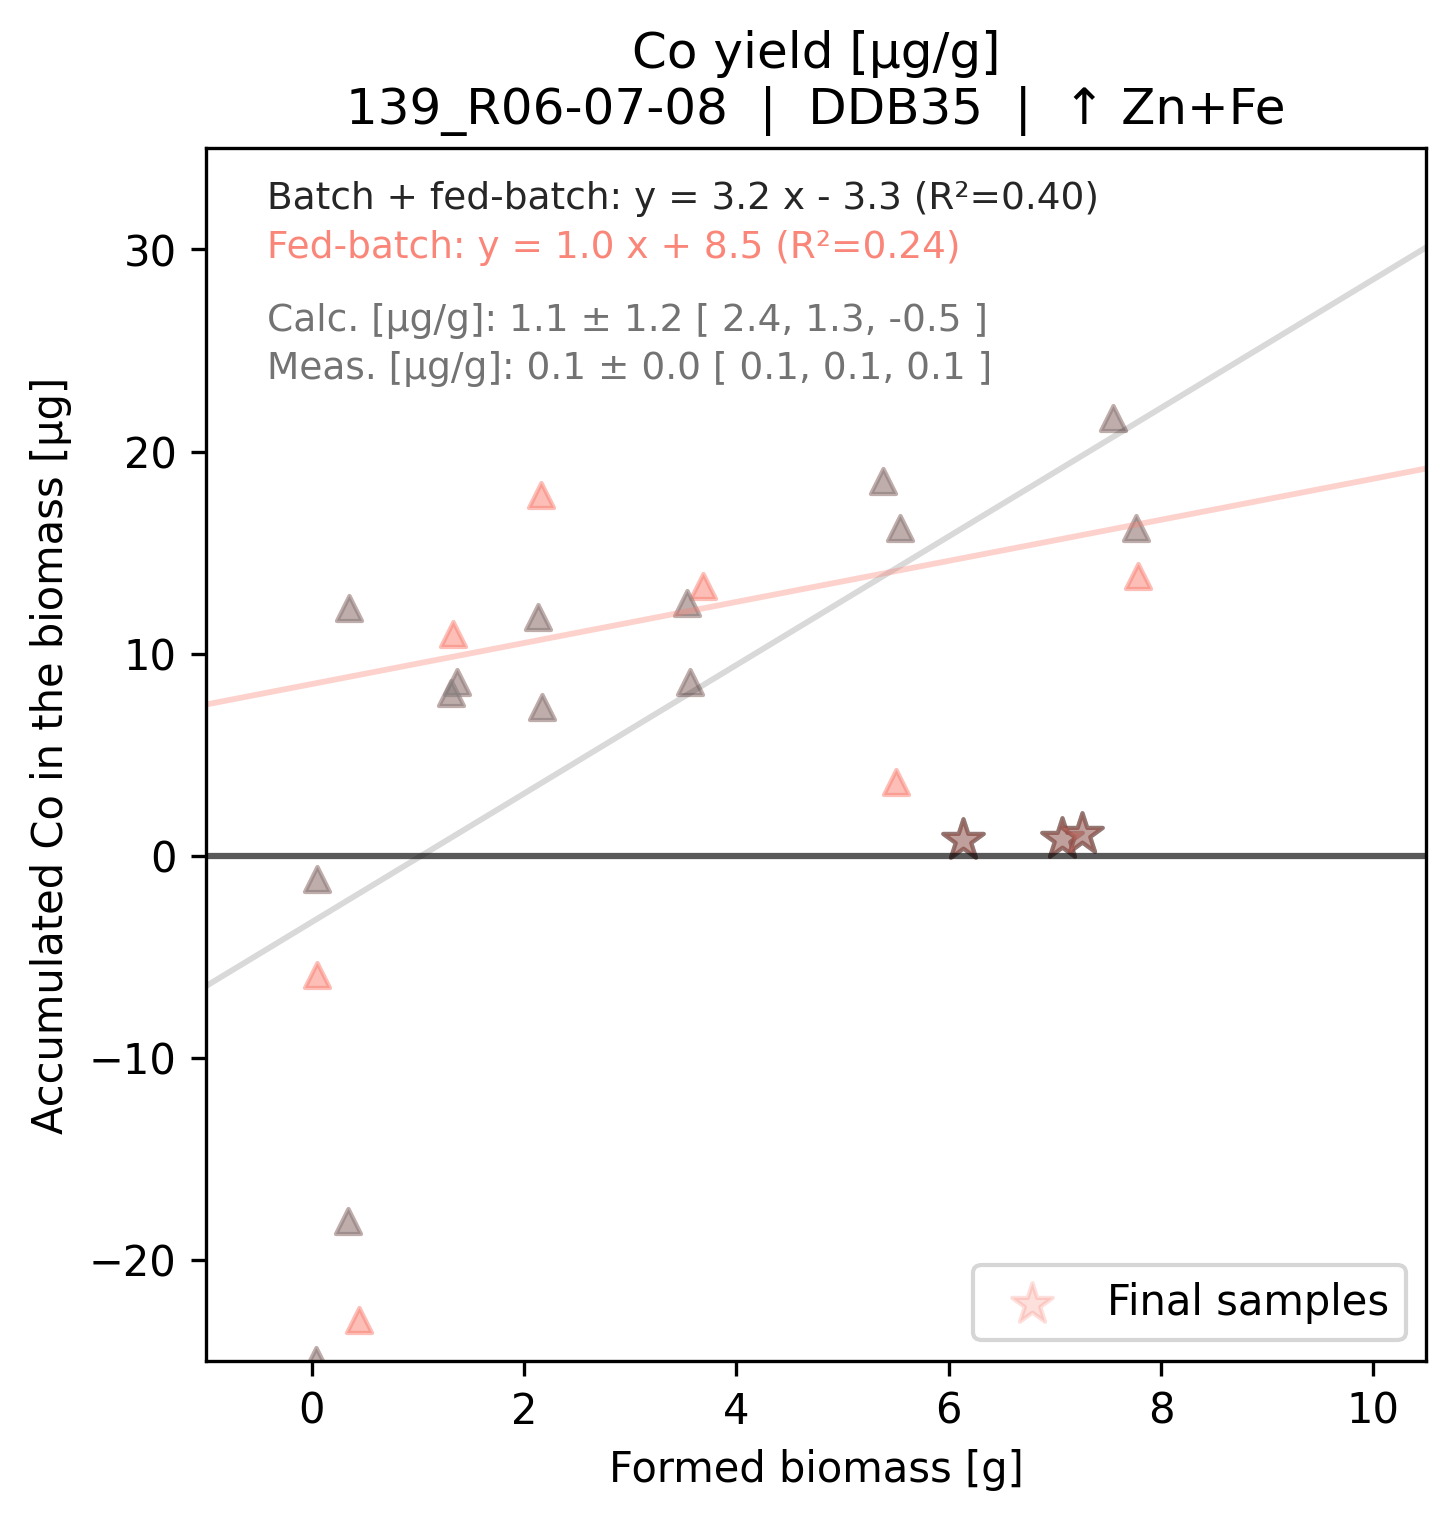 Co yield [µg/g]
139_R06-07-08 | DDB35 | ↑ Zn+Fe
Batch + fed-batch: y = 3.2 x - 3.3 (R²=0.40)
Fed-batch: y = 1.0 x + 8.5 (R²=0.24)
Calc. [µg/g]: 1.1 ± 1.2 [ 2.4, 1.3, -0.5 ]
Meas. [µg/g]: 0.1 ± 0.0 [ 0.1, 0.1, 0.1 ]
Accumulated Co in the biomass [µg]
30
20
10
0
−10
−20
Final samples
0 2 4 6 8 10
Formed biomass [g]